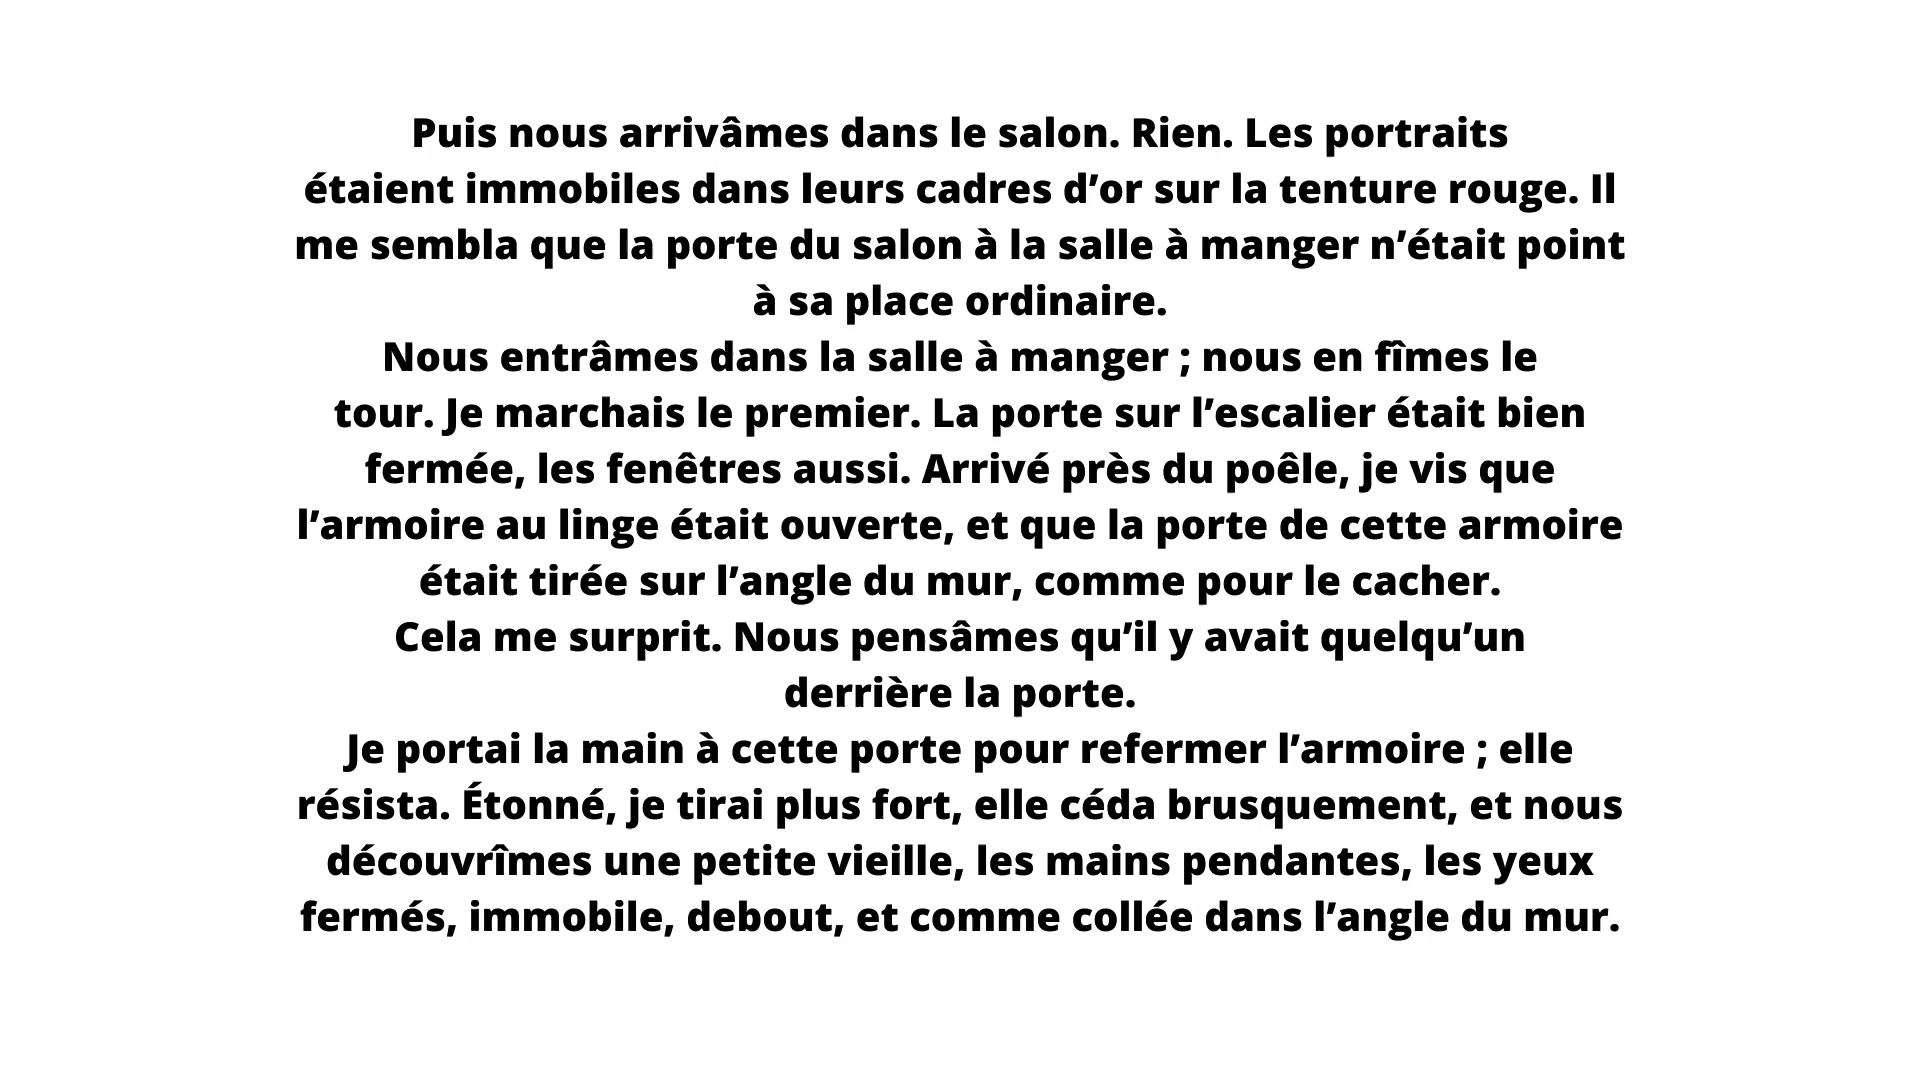 Puis nous arrivâmes dans le salon. Rien. Les portraits
étaient immobiles dans leurs cadres d’or sur la tenture rouge. Il
me sembla que la porte du salon à la salle à manger n’était point
à sa place ordinaire.
Nous entrâmes dans la salle à manger ; nous en fîmes le
tour. Je marchais le premier. La porte sur l’escalier était bien
fermée, les fenêtres aussi. Arrivé près du poêle, je vis que
l’armoire au linge était ouverte, et que la porte de cette armoire
était tirée sur l’angle du mur, comme pour le cacher.
Cela me surprit. Nous pensâmes qu’il y avait quelqu’un
derrière la porte.
Je portai la main à cette porte pour refermer l’armoire ; elle
résista. Étonné, je tirai plus fort, elle céda brusquement, et nous
découvrîmes une petite vieille, les mains pendantes, les yeux
fermés, immobile, debout, et comme collée dans l’angle du mur.